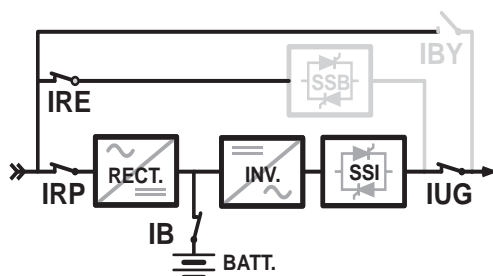 IBY
SSB
IRE
RECT.
INV.
SSI
IRP
IUG
IB
BATT.